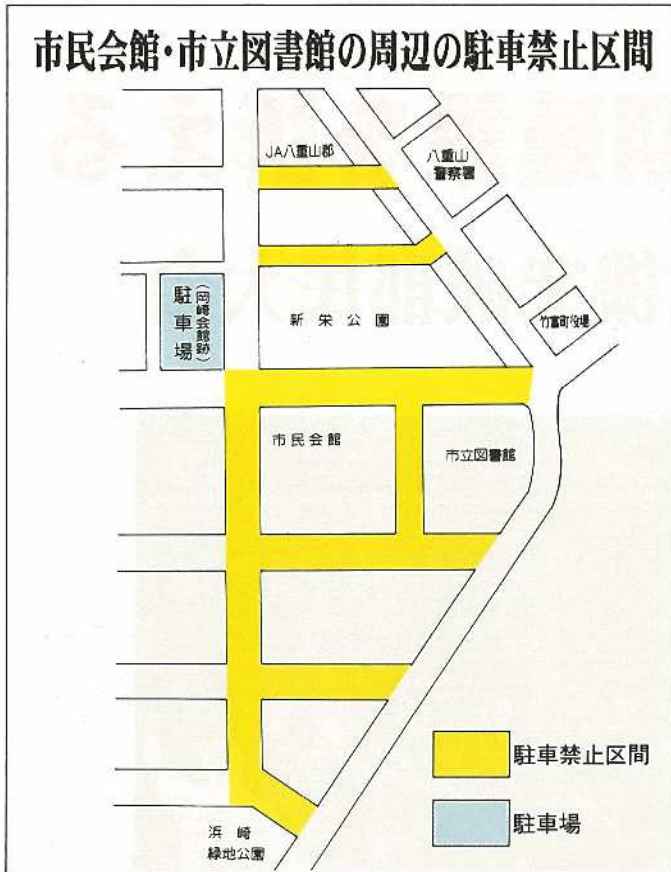 市民会館・市立図書館の周辺の駐車禁止区間
JA八重山郡
八重山
警察署
(岡崎会館跡)
駐車場
新栄公園
竹富町役場
市民会館
市立図書館
駐車禁止区間
駐車場
浜崎
緑地公園